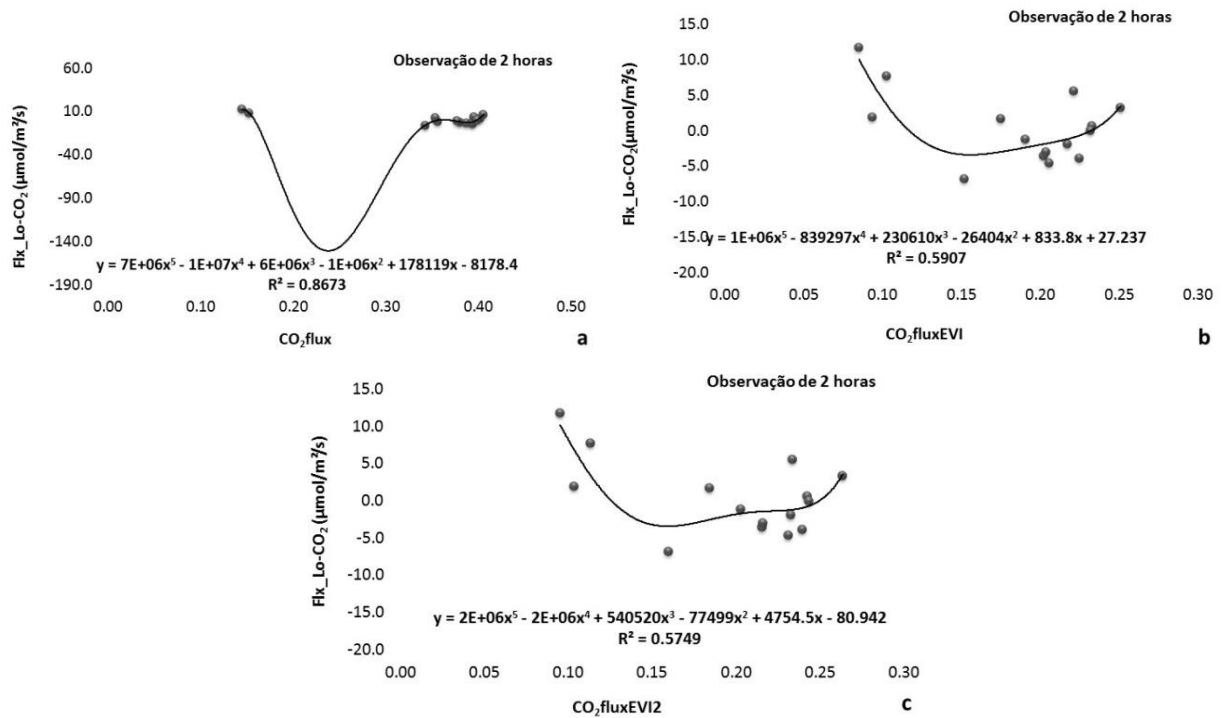 Observação de 2 horas
60.0
10.0
-40.0
-90.0
-140.0
-190.0
Flx_Lo-CO₂ (µmol/m²/s)
y = 7E+06x⁵ - 1E+07x⁴ + 6E+06x³ - 1E+06x² + 178119x - 8178.4
R² = 0.8673
0.00 0.10 0.20 0.30 0.40 0.50
CO₂flux
a
Observação de 2 horas
15.0
10.0
5.0
0.0
-5.0
-10.0
-15.0
-20.0
Flx_Lo-CO₂(µmol/m²/s)
y = 1E+06x⁵ - 839297x⁴ + 230610x³ - 26404x² + 833.8x + 27.237
R² = 0.5907
0.00 0.05 0.10 0.15 0.20 0.25 0.30
CO₂fluxEVI
b
Observação de 2 horas
15.0
10.0
5.0
0.0
-5.0
-10.0
-15.0
-20.0
Flx_Lo-CO₂ (µmol/m²/s)
y = 2E+06x⁵ - 2E+06x⁴ + 540520x³ - 77499x² + 4754.5x - 80.942
R² = 0.5749
0.00 0.05 0.10 0.15 0.20 0.25 0.30
CO₂fluxEVI2
c